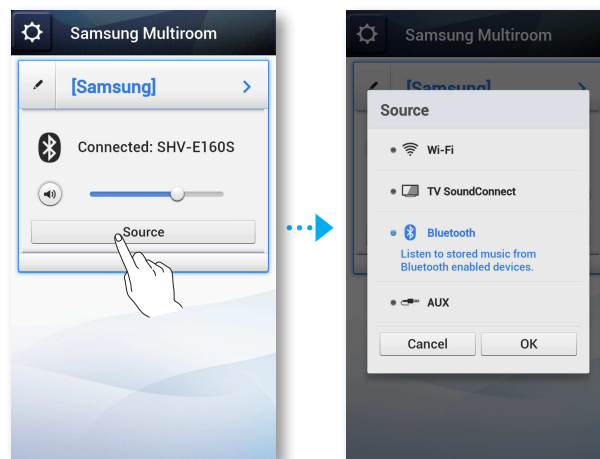 Samsung Multiroom
[Samsung]
Connected: SHV-E160S
Source
Samsung Multiroom
[Samsung]
Source
Wi-Fi
TV SoundConnect
Bluetooth
Listen to stored music from
Bluetooth enabled devices.
AUX
Cancel
OK